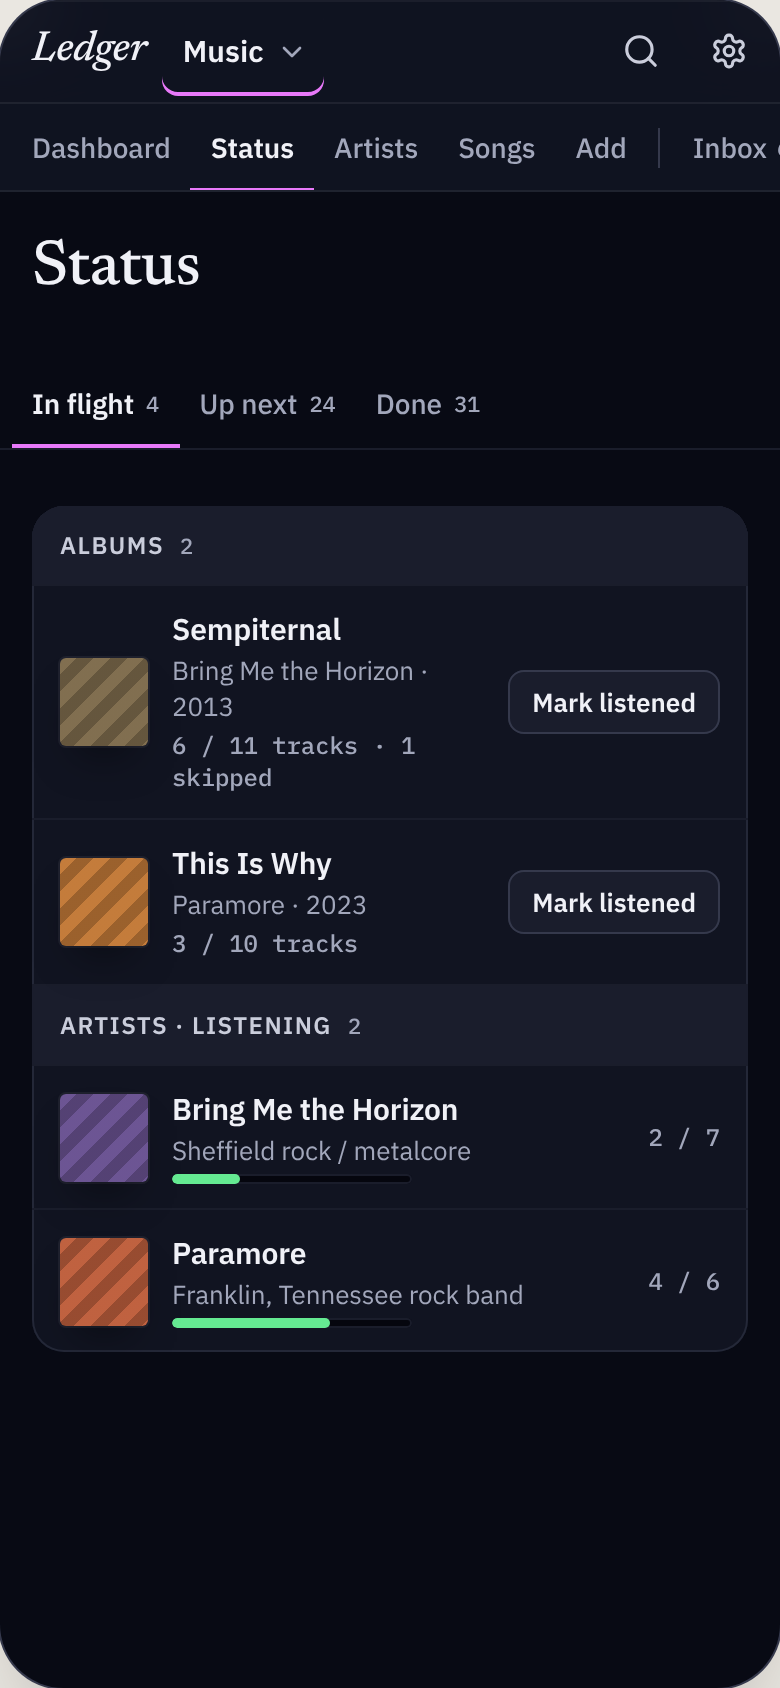 Ledger Music
Dashboard Status Artists Songs Add Inbox
Status
In flight 4 Up next 24 Done 31
ALBUMS 2
Sempiternal
Bring Me the Horizon ·
2013
6 / 11 tracks · 1
skipped
Mark listened
This Is Why
Paramore · 2023
3 / 10 tracks
Mark listened
ARTISTS · LISTENING 2
Bring Me the Horizon
Sheffield rock / metalcore
2 / 7
Paramore
Franklin, Tennessee rock band
4 / 6